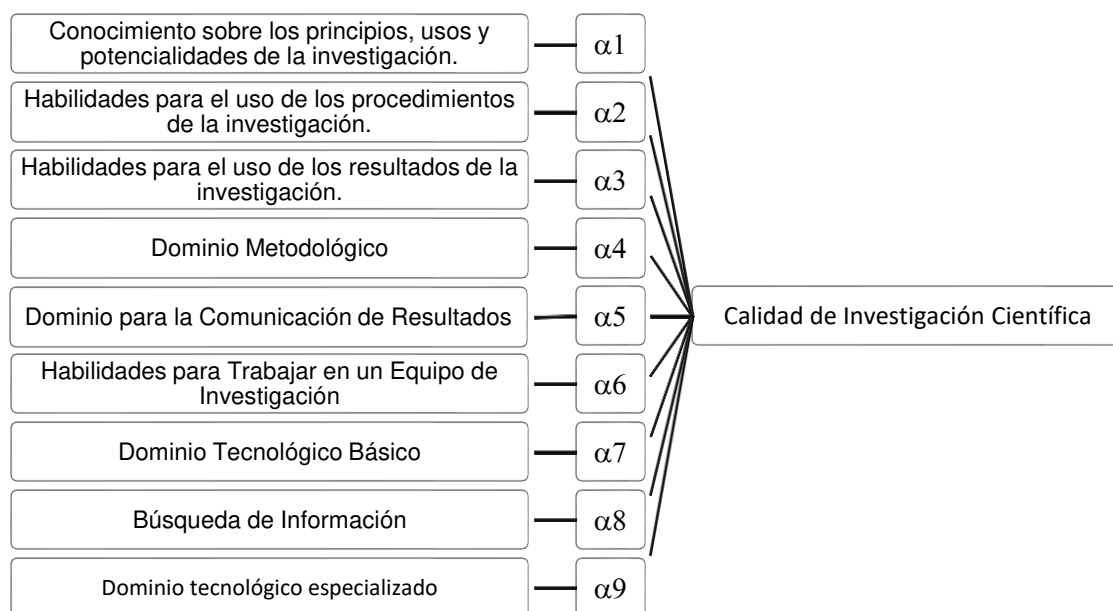 Conocimiento sobre los principios, usos y
potencialidades de la investigación.
α1
Habilidades para el uso de los procedimientos
de la investigación.
α2
Habilidades para el uso de los resultados de la
investigación.
α3
Dominio Metodológico
α4
Dominio para la Comunicación de Resultados
α5
Calidad de Investigación Científica
Habilidades para Trabajar en un Equipo de
Investigación
α6
Dominio Tecnológico Básico
α7
Búsqueda de Información
α8
Dominio tecnológico especializado
α9